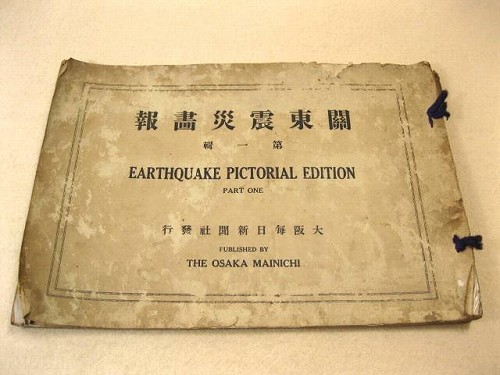 關東震災畫報
第一輯
EARTHQUAKE PICTORIAL EDITION
PART ONE
大阪每日新聞社發行
PUBLISHED BY
THE OSAKA MAINICHI